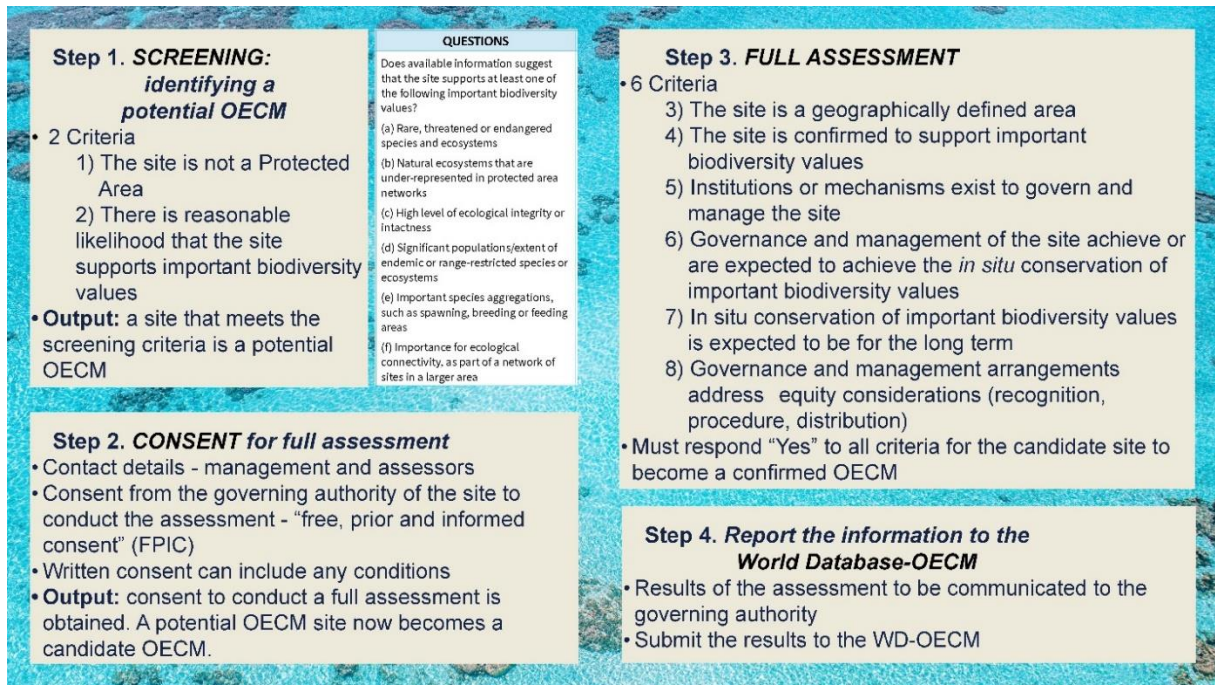 Step 1. SCREENING:
identifying a
potential OECM
• 2 Criteria
1) The site is not a Protected
Area
2) There is reasonable
likelihood that the site
supports important biodiversity
values
• Output: a site that meets the
screening criteria is a potential
OECM
QUESTIONS
Does available information suggest
that the site supports at least one of
the following important biodiversity
values?
(a) Rare, threatened or endangered
species and ecosystems
(b) Natural ecosystems that are
under-represented in protected area
networks
(c) High level of ecological integrity or
intactness
(d) Significant populations/extent of
endemic or range-restricted species or
ecosystems
(e) Important species aggregations,
such as spawning, breeding or feeding
areas
(f) Importance for ecological
connectivity, as part of a network of
sites in a larger area
Step 2. CONSENT for full assessment
• Contact details - management and assessors
• Consent from the governing authority of the site to
conduct the assessment - “free, prior and informed
consent” (FPIC)
• Written consent can include any conditions
• Output: consent to conduct a full assessment is
obtained. A potential OECM site now becomes a
candidate OECM.
Step 3. FULL ASSESSMENT
• 6 Criteria
3) The site is a geographically defined area
4) The site is confirmed to support important
biodiversity values
5) Institutions or mechanisms exist to govern and
manage the site
6) Governance and management of the site achieve or
are expected to achieve the in situ conservation of
important biodiversity values
7) In situ conservation of important biodiversity values
is expected to be for the long term
8) Governance and management arrangements
address equity considerations (recognition,
procedure, distribution)
• Must respond “Yes” to all criteria for the candidate site to
become a confirmed OECM
Step 4. Report the information to the
World Database-OECM
• Results of the assessment to be communicated to the
governing authority
• Submit the results to the WD-OECM